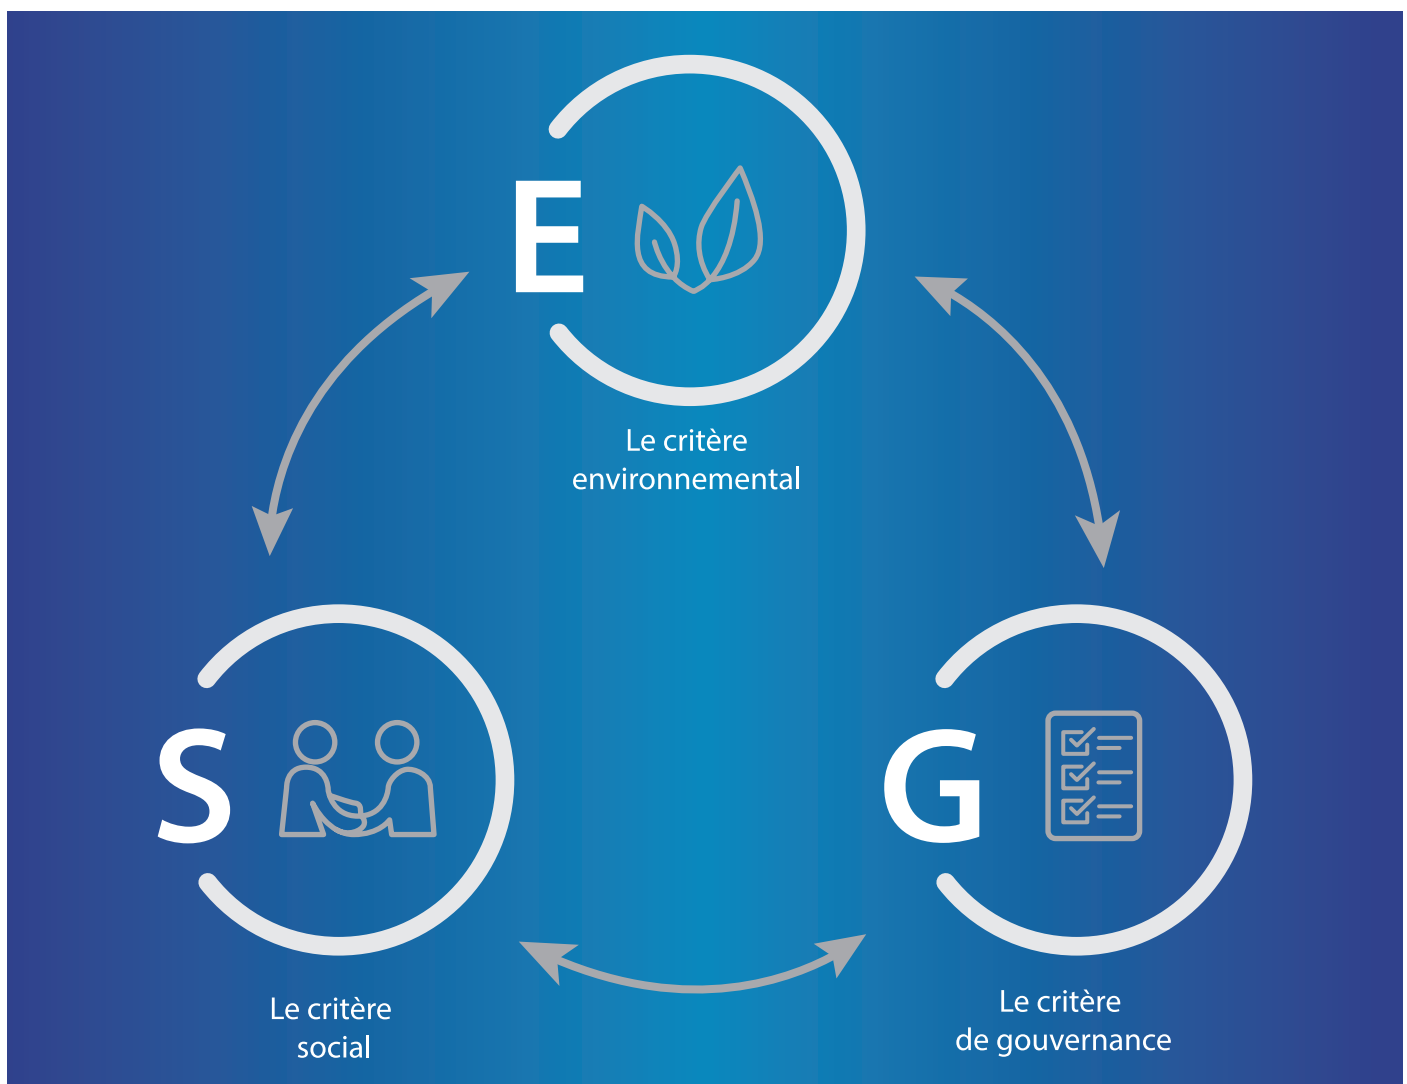 E
Le critère
environnemental
S
Le critère
social
G
Le critère
de gouvernance